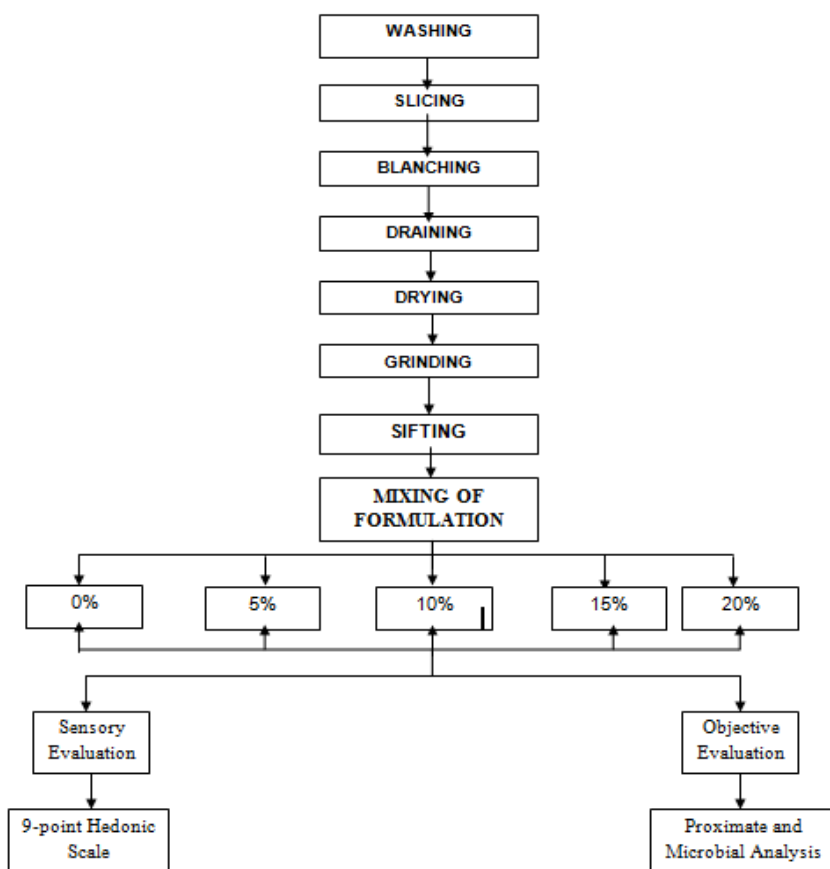 WASHING
SLICING
BLANCHING
DRAINING
DRYING
GRINDING
SIFTING
MIXING OF
FORMULATION
0%
5%
10%
15%
20%
Sensory
Evaluation
Objective
Evaluation
9-point Hedonic
Scale
Proximate and
Microbial Analysis